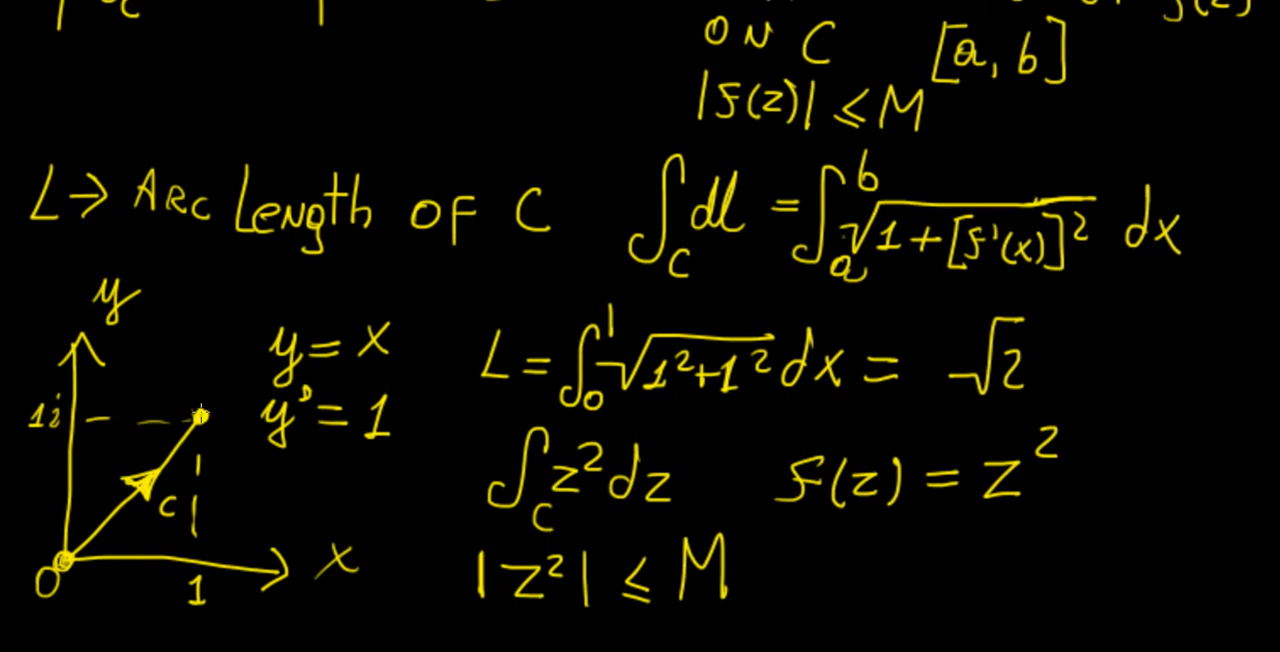 ON C [a, b]
|f(z)| ≤ M
L → ARC LENGTH OF C ∫_C dl = ∫_a^b √(1+[f'(x)]²) dx
y
y = x L = ∫_0^1 √(1²+1²) dx = √2
1i y' = 1
C ∫_C z² dz f(z) = z²
0 1 x |z²| ≤ M